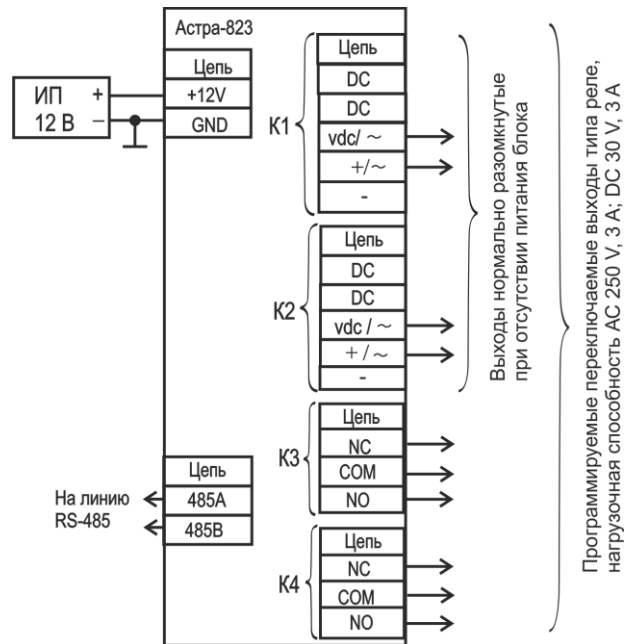 Астра-823
Цепь
+12V
GND
ИП +
12 В –
K1
Цепь
DC
DC
vdc/ ~
+/~
-
K2
Цепь
DC
DC
vdc / ~
+ / ~
-
K3
Цепь
NC
COM
NO
K4
Цепь
NC
COM
NO
Цепь
485A
485B
На линию
RS-485
Выходы нормально разомкнутые
при отсутствии питания блока
Программируемые переключаемые выходы типа реле,
нагрузочная способность AC 250 V, 3 A; DC 30 V, 3 A